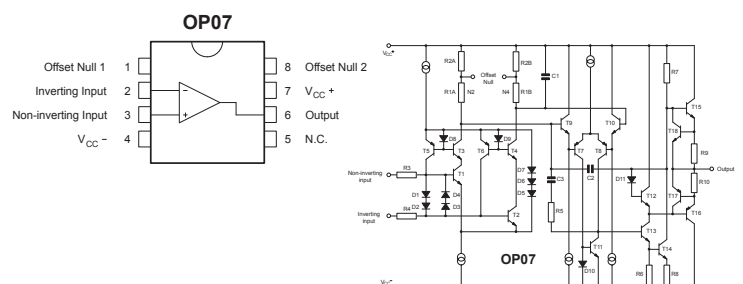 OP07
Offset Null 1 1
Inverting Input 2
Non-inverting Input 3
VCC − 4
8 Offset Null 2
7 VCC +
6 Output
5 N.C.
VCC+
R2A
R2B
C1
Offset
Null
R1A
N2
N4
R1B
R7
T9
T10
T15
T18
D8
D9
T5
T3
T6
T4
T7
T8
R9
Output
R3
Non-inverting
input
T1
D7
D6
D5
C3
C2
D11
T12
R10
T17
T16
D1
D2
D4
D3
R4
Inverting
input
T2
R5
T13
T11
T14
OP07
D10
R6
R8
VCC−